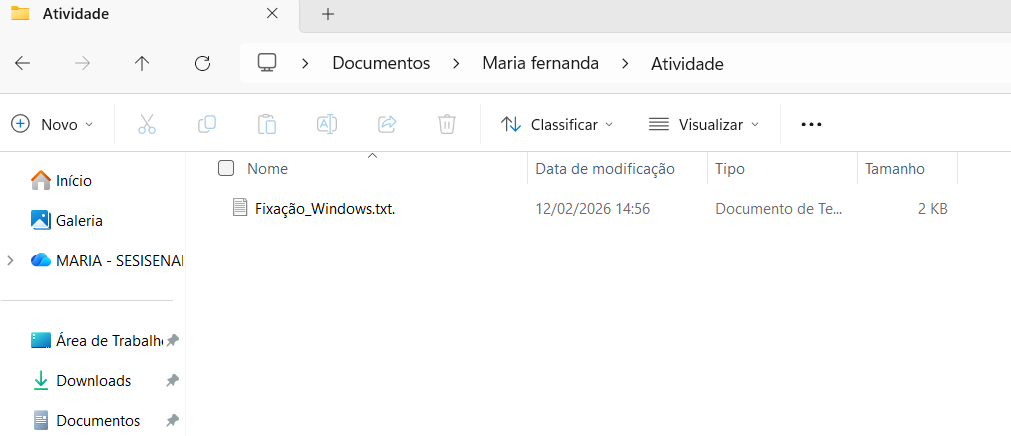 Atividade
Documentos > Maria fernanda > Atividade
Novo Classificar Visualizar
Nome Data de modificação Tipo Tamanho
Fixação_Windows.txt. 12/02/2026 14:56 Documento de Te... 2 KB
Início
Galeria
MARIA - SESISENAI
Área de Trabalho
Downloads
Documentos